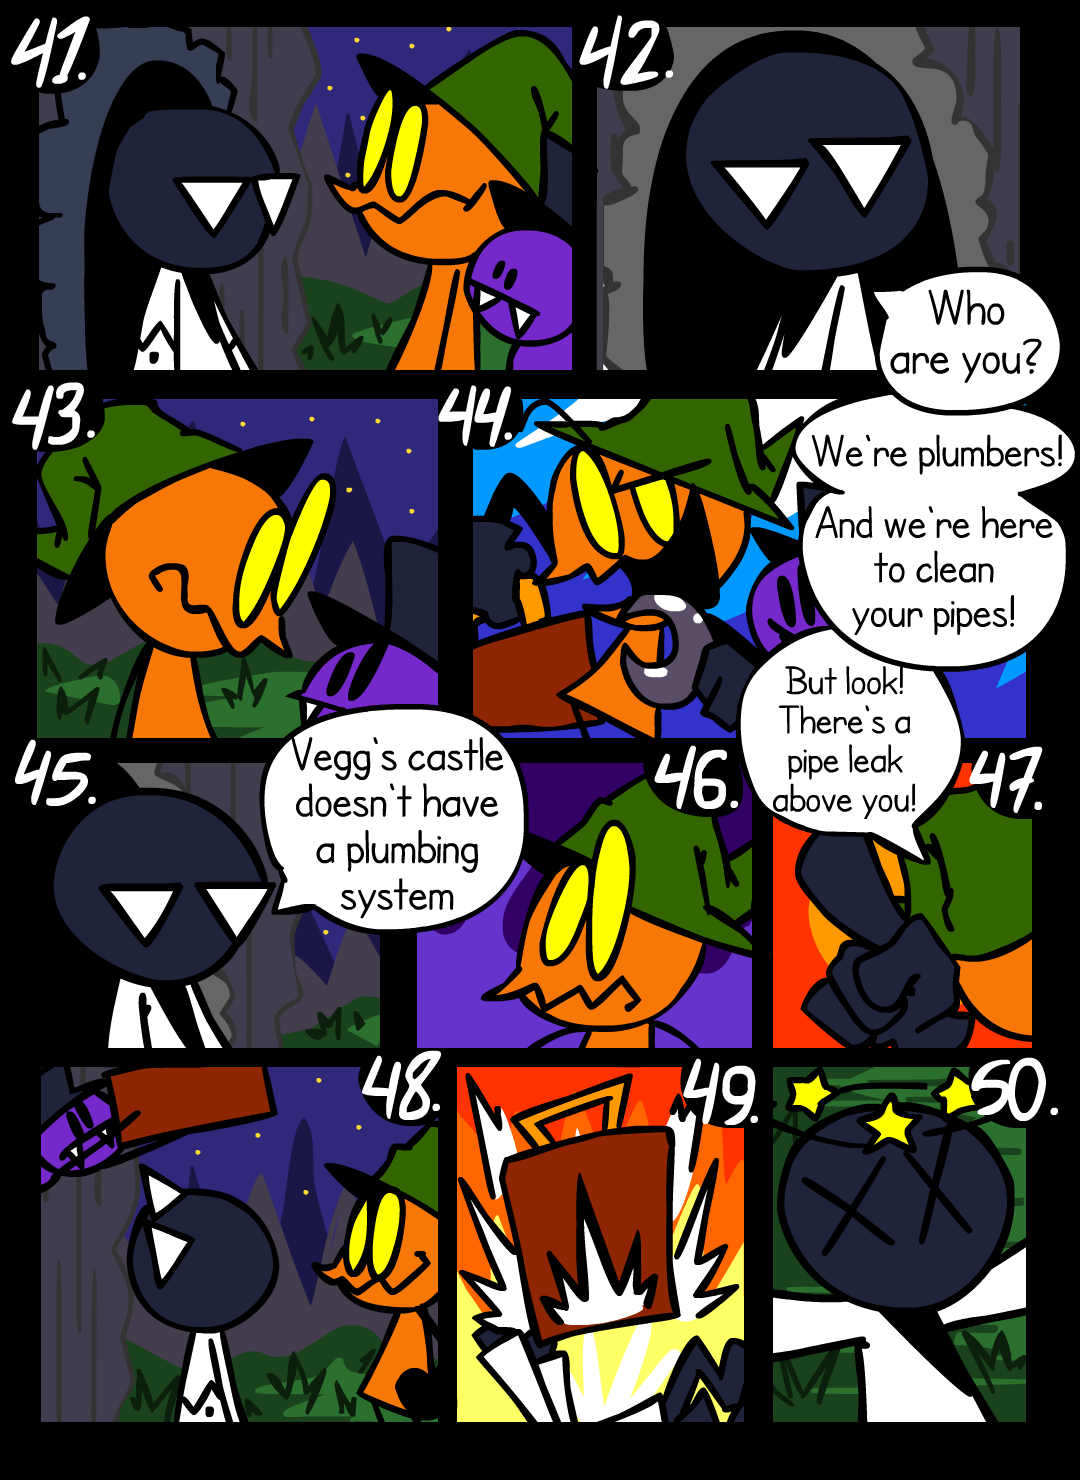 41.
42.
Who
are you?
43.
44.
We're plumbers!
And we're here
to clean
your pipes!
But look!
There's a
pipe leak
above you!
45.
Vegg's castle
doesn't have
a plumbing
system
46.
47.
48.
49.
50.